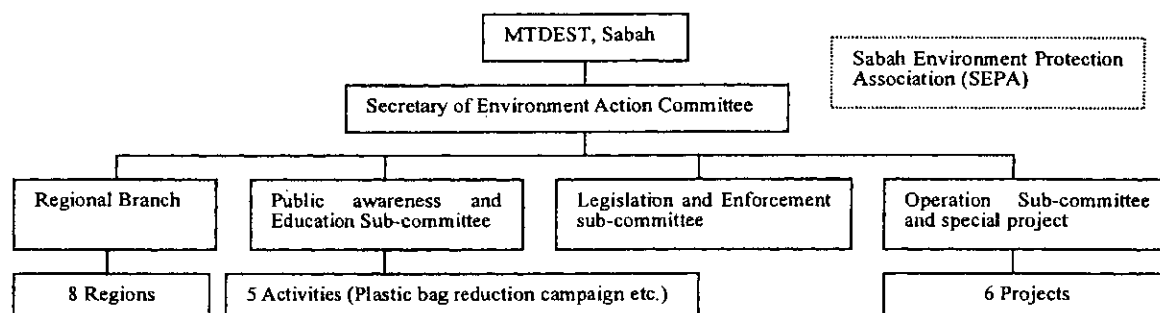 MTDEST, Sabah
Sabah Environment Protection
Association (SEPA)
Secretary of Environment Action Committee
Regional Branch
Public awareness and
Education Sub-committee
Legislation and Enforcement
sub-committee
Operation Sub-committee
and special project
8 Regions
5 Activities (Plastic bag reduction campaign etc.)
6 Projects